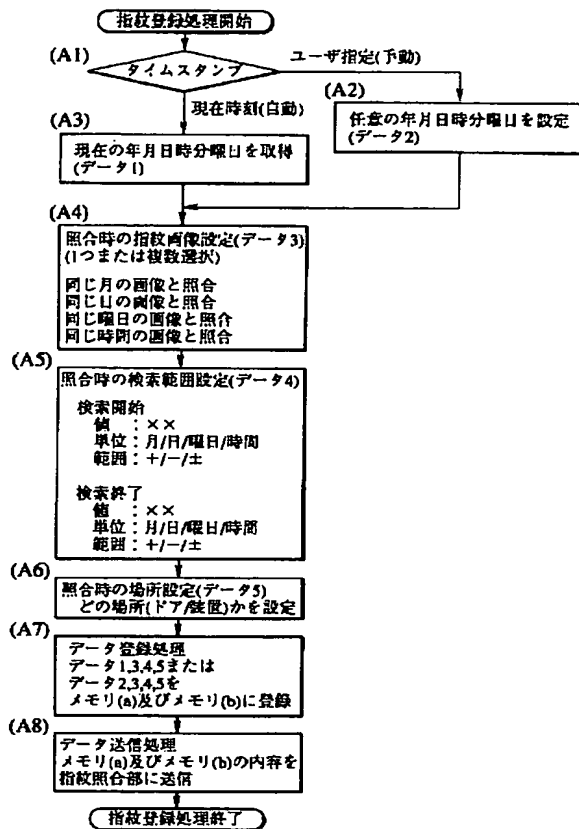 指紋登録処理開始
(A1)
タイムスタンプ
ユーザ指定(手動)
(A2)
現在時刻(自動)
任意の年月日時分曜日を設定
(データ2)
(A3)
現在の年月日時分曜日を取得
(データ1)
(A4)
照合時の指紋画像設定(データ3)
(1つまたは複数選択)
同じ月の画像と照合
同じ日の画像と照合
同じ曜日の画像と照合
同じ時間の画像と照合
(A5)
照合時の検索範囲設定(データ4)
検索開始
値 :××
単位:月/日/曜日/時間
範囲:+/−/±
検索終了
値 :××
単位:月/日/曜日/時間
範囲:+/−/±
(A6)
照合時の場所設定(データ5)
どの場所(ドア/装置)かを設定
(A7)
データ登録処理
データ1,3,4,5または
データ2,3,4,5を
メモリ(a)及びメモリ(b)に登録
(A8)
データ送信処理
メモリ(a)及びメモリ(b)の内容を
指紋照合部に送信
指紋登録処理終了